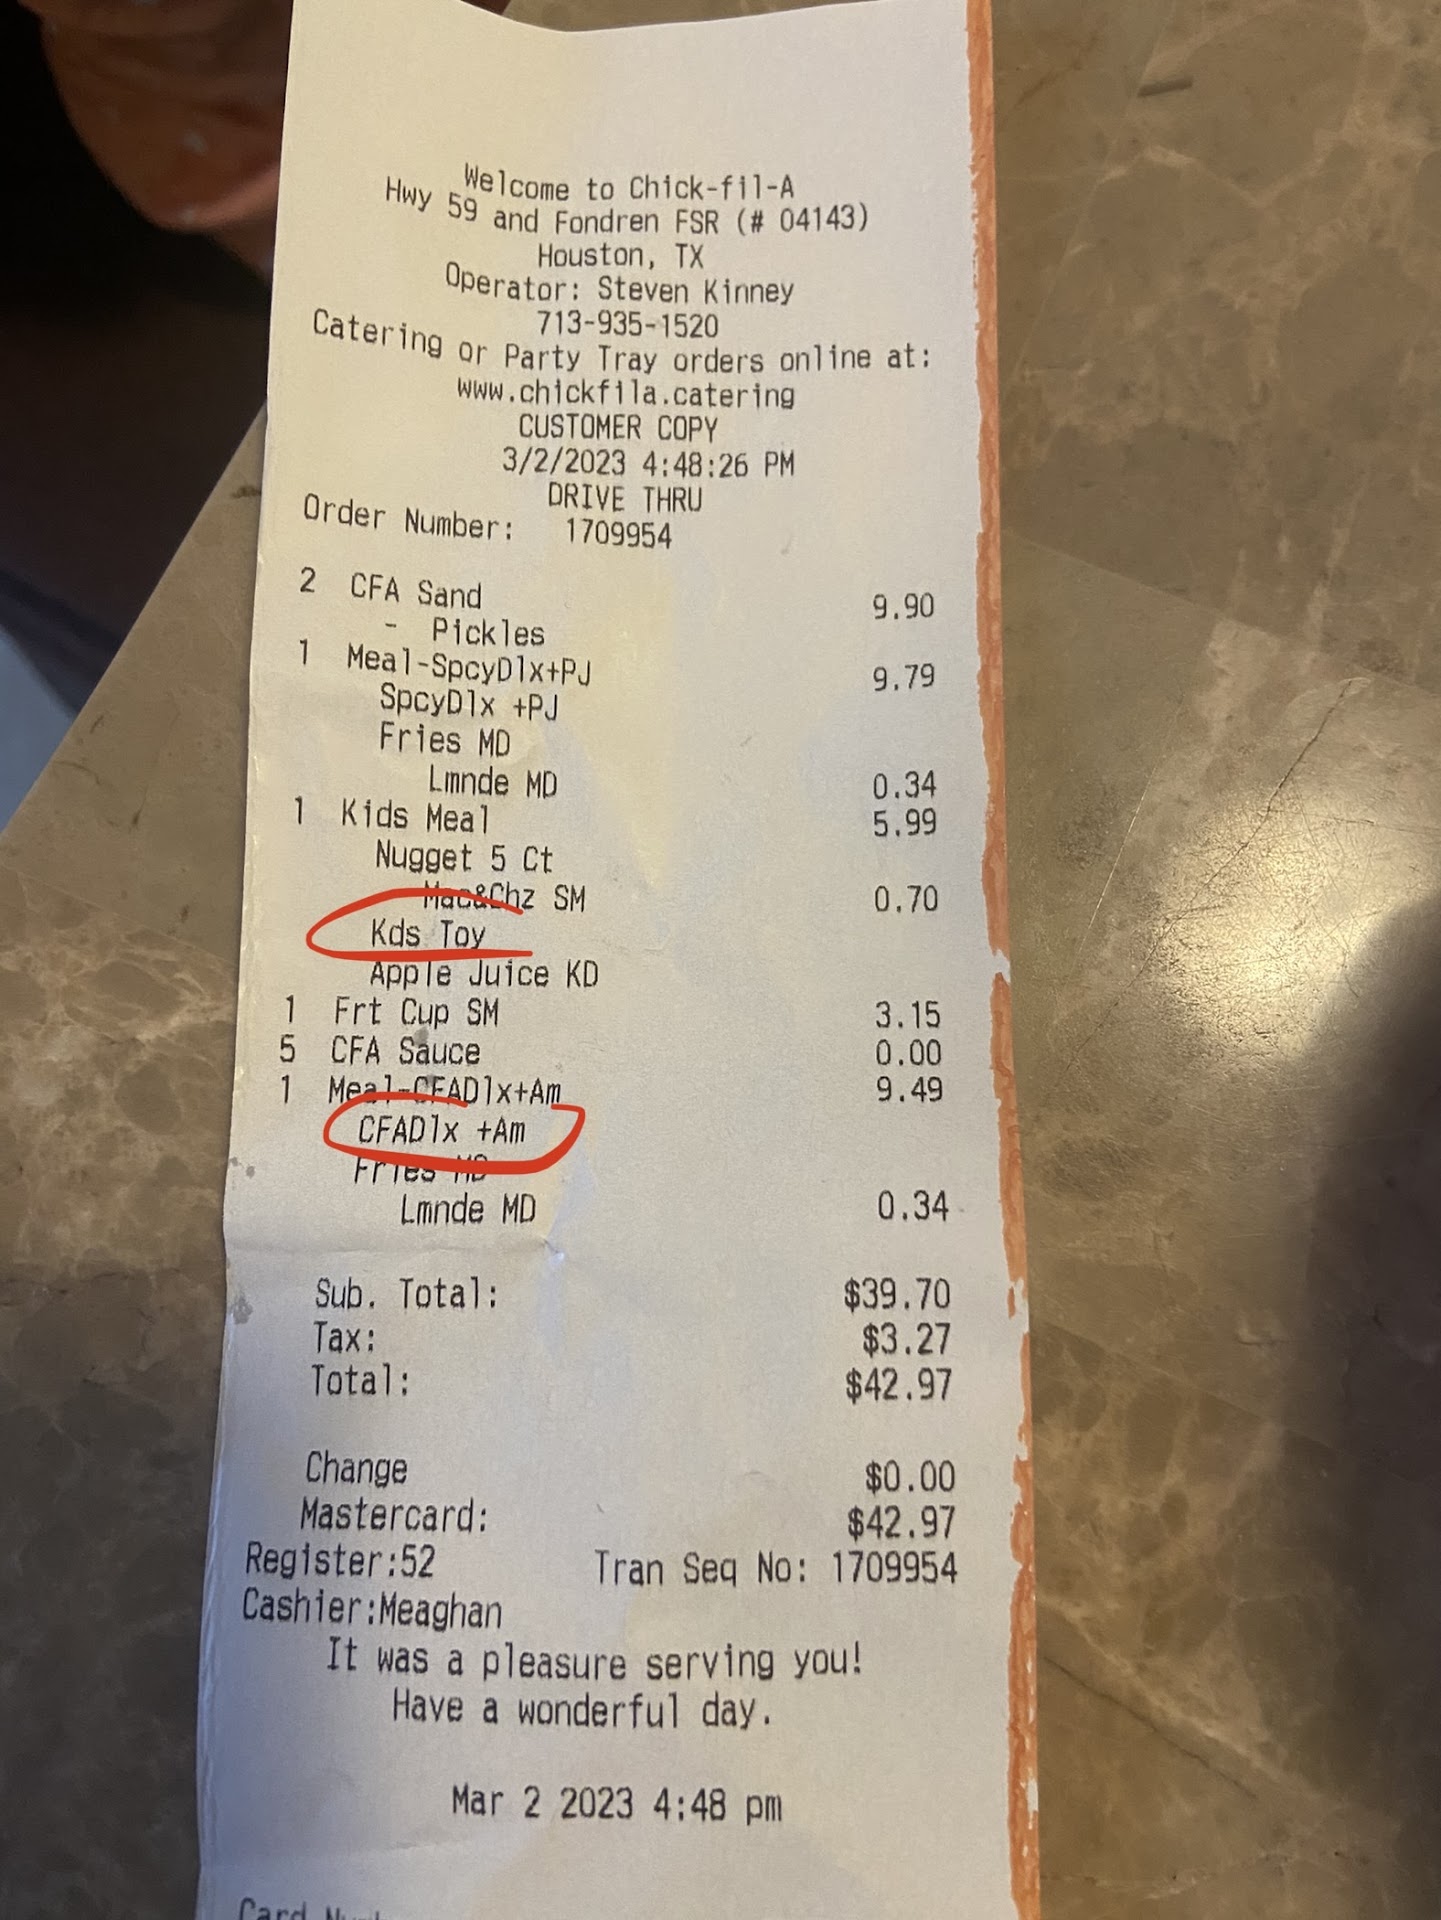 Welcome to Chick-fil-A
Hwy 59 and Fondren FSR (# 04143)
Houston, TX
Operator: Steven Kinney
713-935-1520
Catering or Party Tray orders online at:
www.chickfila.catering
CUSTOMER COPY
3/2/2023 4:48:26 PM
DRIVE THRU
Order Number: 1709954
2 CFA Sand 9.90
- Pickles
1 Meal-SpcyDlx+PJ 9.79
SpcyDlx +PJ
Fries MD
Lmnde MD 0.34
1 Kids Meal 5.99
Nugget 5 Ct
Mac&Chz SM 0.70
Kds Toy
Apple Juice KD
1 Frt Cup SM 3.15
5 CFA Sauce 0.00
1 Meal-CFADlx+Am 9.49
CFADlx +Am
Fries MD
Lmnde MD 0.34
Sub. Total: $39.70
Tax: $3.27
Total: $42.97
Change $0.00
Mastercard: $42.97
Register:52 Tran Seq No: 1709954
Cashier:Meaghan
It was a pleasure serving you!
Have a wonderful day.
Mar 2 2023 4:48 pm
Card